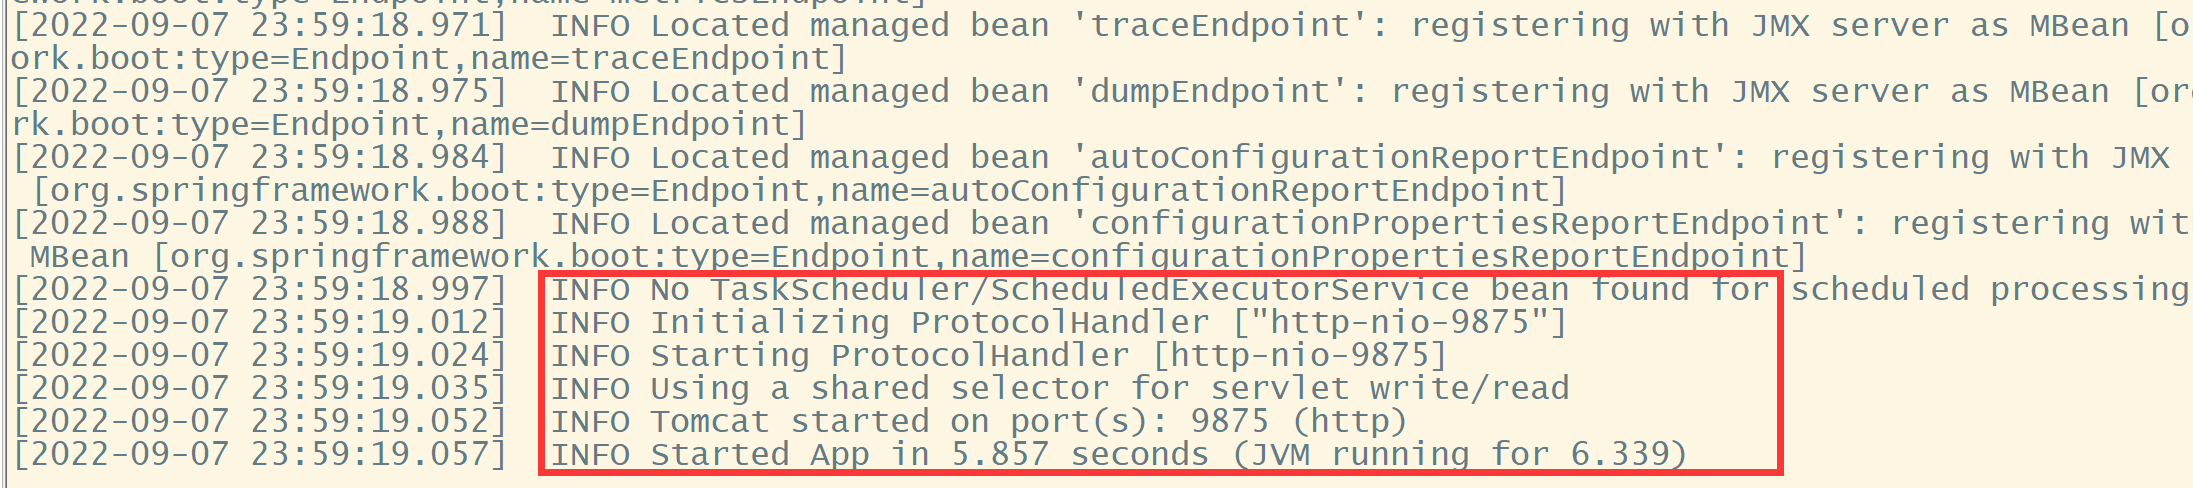 ework.boot:type=Endpoint,name=metricsEndpoint]
[2022-09-07 23:59:18.971]  INFO Located managed bean 'traceEndpoint': registering with JMX server as MBean [o
ork.boot:type=Endpoint,name=traceEndpoint]
[2022-09-07 23:59:18.975]  INFO Located managed bean 'dumpEndpoint': registering with JMX server as MBean [or
rk.boot:type=Endpoint,name=dumpEndpoint]
[2022-09-07 23:59:18.984]  INFO Located managed bean 'autoConfigurationReportEndpoint': registering with JMX
[org.springframework.boot:type=Endpoint,name=autoConfigurationReportEndpoint]
[2022-09-07 23:59:18.988]  INFO Located managed bean 'configurationPropertiesReportEndpoint': registering wit
MBean [org.springframework.boot:type=Endpoint,name=configurationPropertiesReportEndpoint]
[2022-09-07 23:59:18.997]  INFO No TaskScheduler/ScheduledExecutorService bean found for scheduled processing
[2022-09-07 23:59:19.012]  INFO Initializing ProtocolHandler ["http-nio-9875"]
[2022-09-07 23:59:19.024]  INFO Starting ProtocolHandler [http-nio-9875]
[2022-09-07 23:59:19.035]  INFO Using a shared selector for servlet write/read
[2022-09-07 23:59:19.052]  INFO Tomcat started on port(s): 9875 (http)
[2022-09-07 23:59:19.057]  INFO Started App in 5.857 seconds (JVM running for 6.339)